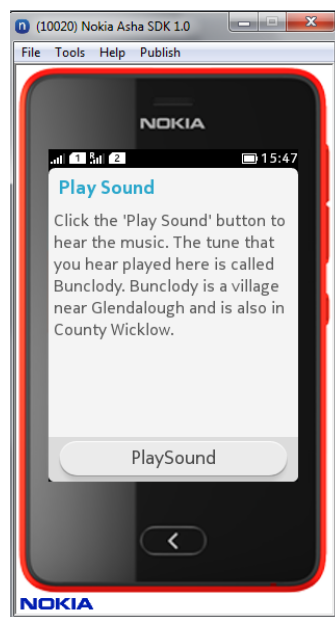 (10020) Nokia Asha SDK 1.0
File Tools Help Publish
NOKIA
1 R 2 15:47
Play Sound
Click the 'Play Sound' button to
hear the music. The tune that
you hear played here is called
Bunclody. Bunclody is a village
near Glendalough and is also in
County Wicklow.
PlaySound
NOKIA